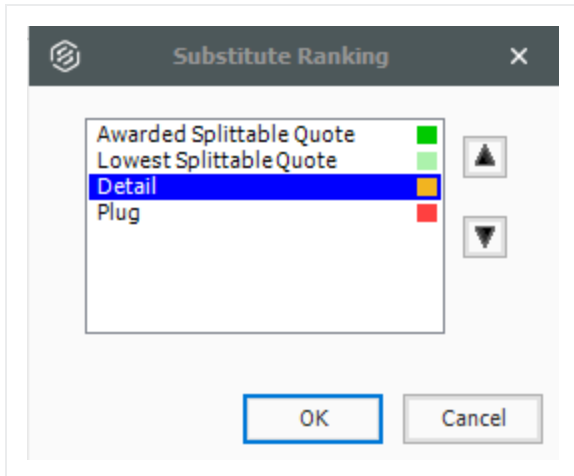 Substitute Ranking
Awarded Splittable Quote
Lowest Splittable Quote
Detail
Plug
OK
Cancel